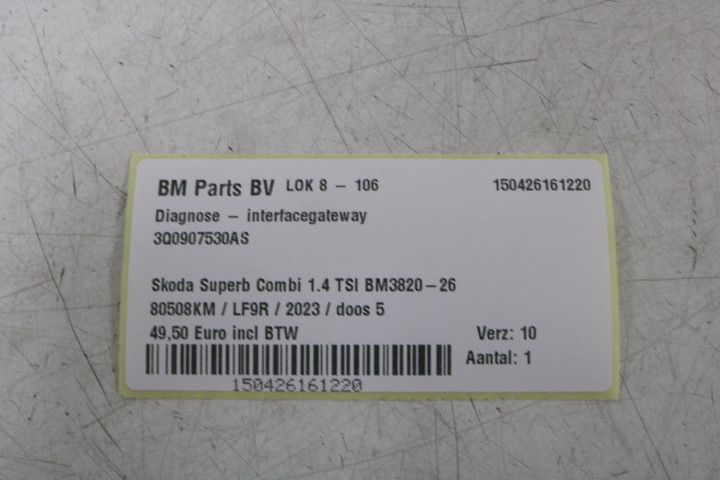 BM Parts BV LOK 8 – 106 150426161220
Diagnose – interfacegateway
3Q0907530AS
Skoda Superb Combi 1.4 TSI BM3820–26
80508KM / LF9R / 2023 / doos 5
49,50 Euro incl BTW Verz: 10
Aantal: 1
150426161220